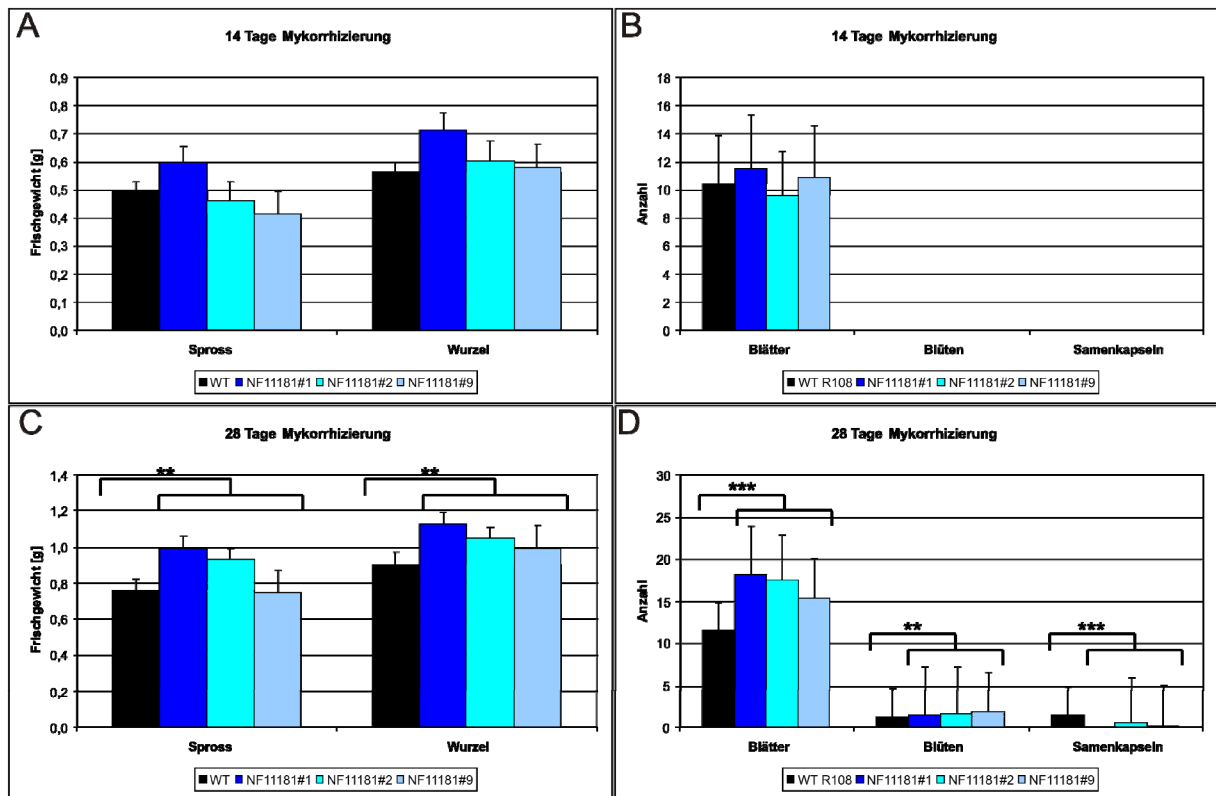 A
14 Tage Mykorrhizierung
Frischgewicht [g]
0,9
0,8
0,7
0,6
0,5
0,4
0,3
0,2
0,1
0,0
Spross Wurzel
WT NF11181#1 NF11181#2 NF11181#9
B
14 Tage Mykorrhizierung
Anzahl
18
16
14
12
10
8
6
4
2
0
Blätter Blüten Samenkapseln
WT R108 NF11181#1 NF11181#2 NF11181#9
C
28 Tage Mykorrhizierung
Frischgewicht [g]
1,4
1,2
1,0
0,8
0,6
0,4
0,2
0,0
** **
Spross Wurzel
WT NF11181#1 NF11181#2 NF11181#9
D
28 Tage Mykorrhizierung
Anzahl
30
25
20
15
10
5
0
***
** ***
Blätter Blüten Samenkapseln
WT R108 NF11181#1 NF11181#2 NF11181#9